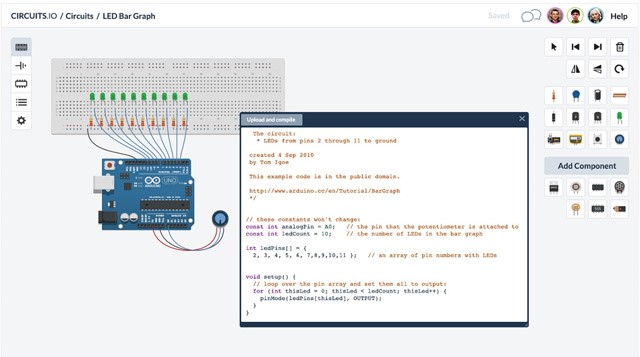 CIRCUITS.IO / Circuits / LED Bar Graph
Saved
Help
Upload and compile
The circuit:
* LEDs from pins 2 through 11 to ground
created 4 Sep 2010
by Tom Igoe
This example code is in the public domain.
http://www.arduino.cc/en/Tutorial/BarGraph
*/
// these constants won't change:
const int analogPin = A0; // the pin that the potentiometer is attached to
const int ledCount = 10; // the number of LEDs in the bar graph
int ledPins[] = {
2, 3, 4, 5, 6, 7,8,9,10,11 }; // an array of pin numbers with LEDs
void setup() {
// loop over the pin array and set them all to output:
for (int thisLed = 0; thisLed < ledCount; thisLed++) {
pinMode(ledPins[thisLed], OUTPUT);
}
}
Add Component
UNO
ARDUINO